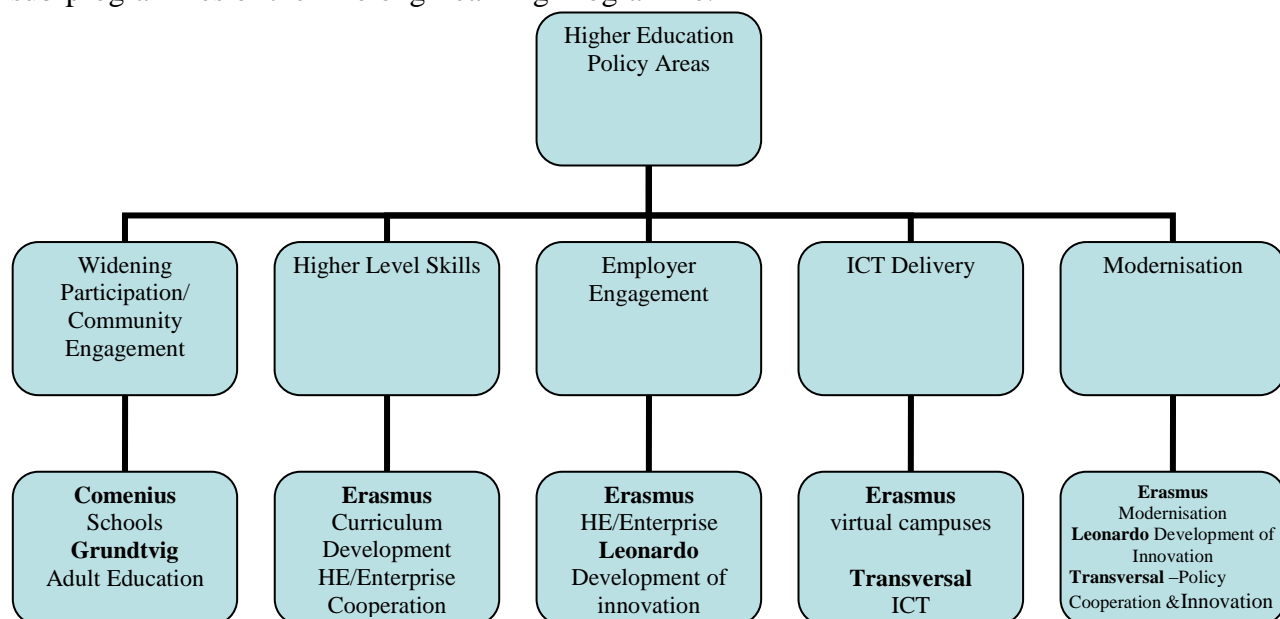 Higher Education
Policy Areas
Widening
Participation/
Community
Engagement
Higher Level Skills
Employer
Engagement
ICT Delivery
Modernisation
Comenius
Schools
Grundtvig
Adult Education
Erasmus
Curriculum
Development
HE/Enterprise
Cooperation
Erasmus
HE/Enterprise
Leonardo
Development of
innovation
Erasmus
virtual campuses
Transversal
ICT
Erasmus
Modernisation
Leonardo Development of
Innovation
Transversal –Policy
Cooperation &Innovation